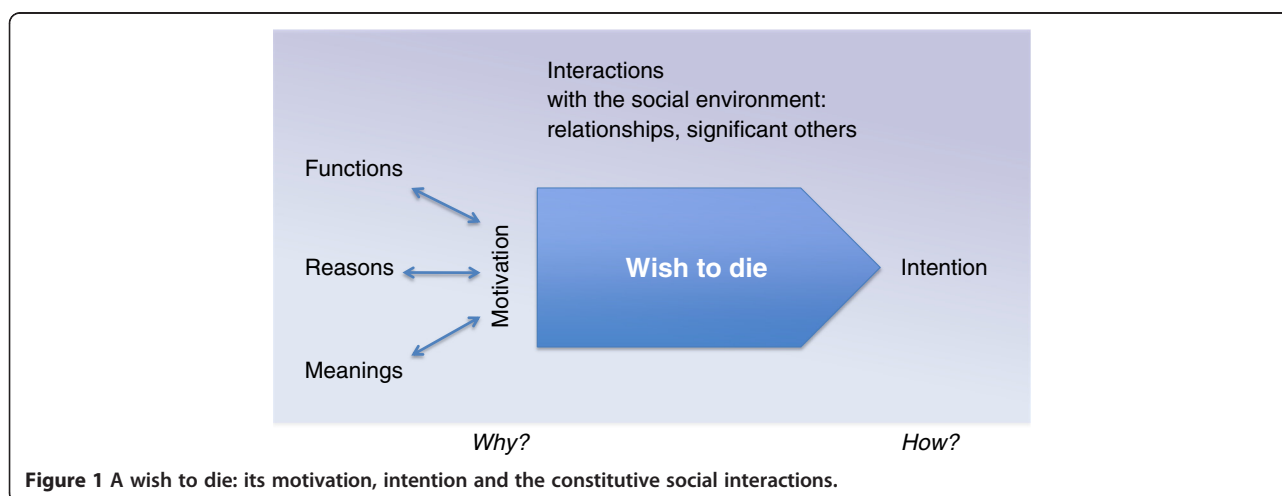 Interactions
with the social environment:
relationships, significant others
Functions
Reasons
Meanings
Motivation
Wish to die
Intention
Why?
How?
Figure 1 A wish to die: its motivation, intention and the constitutive social interactions.